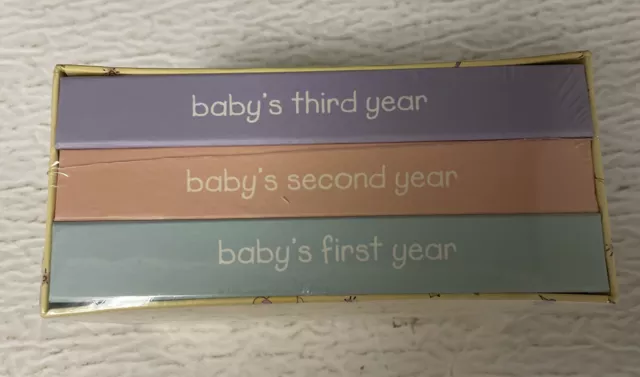 baby's third year
baby's second year
baby's first year